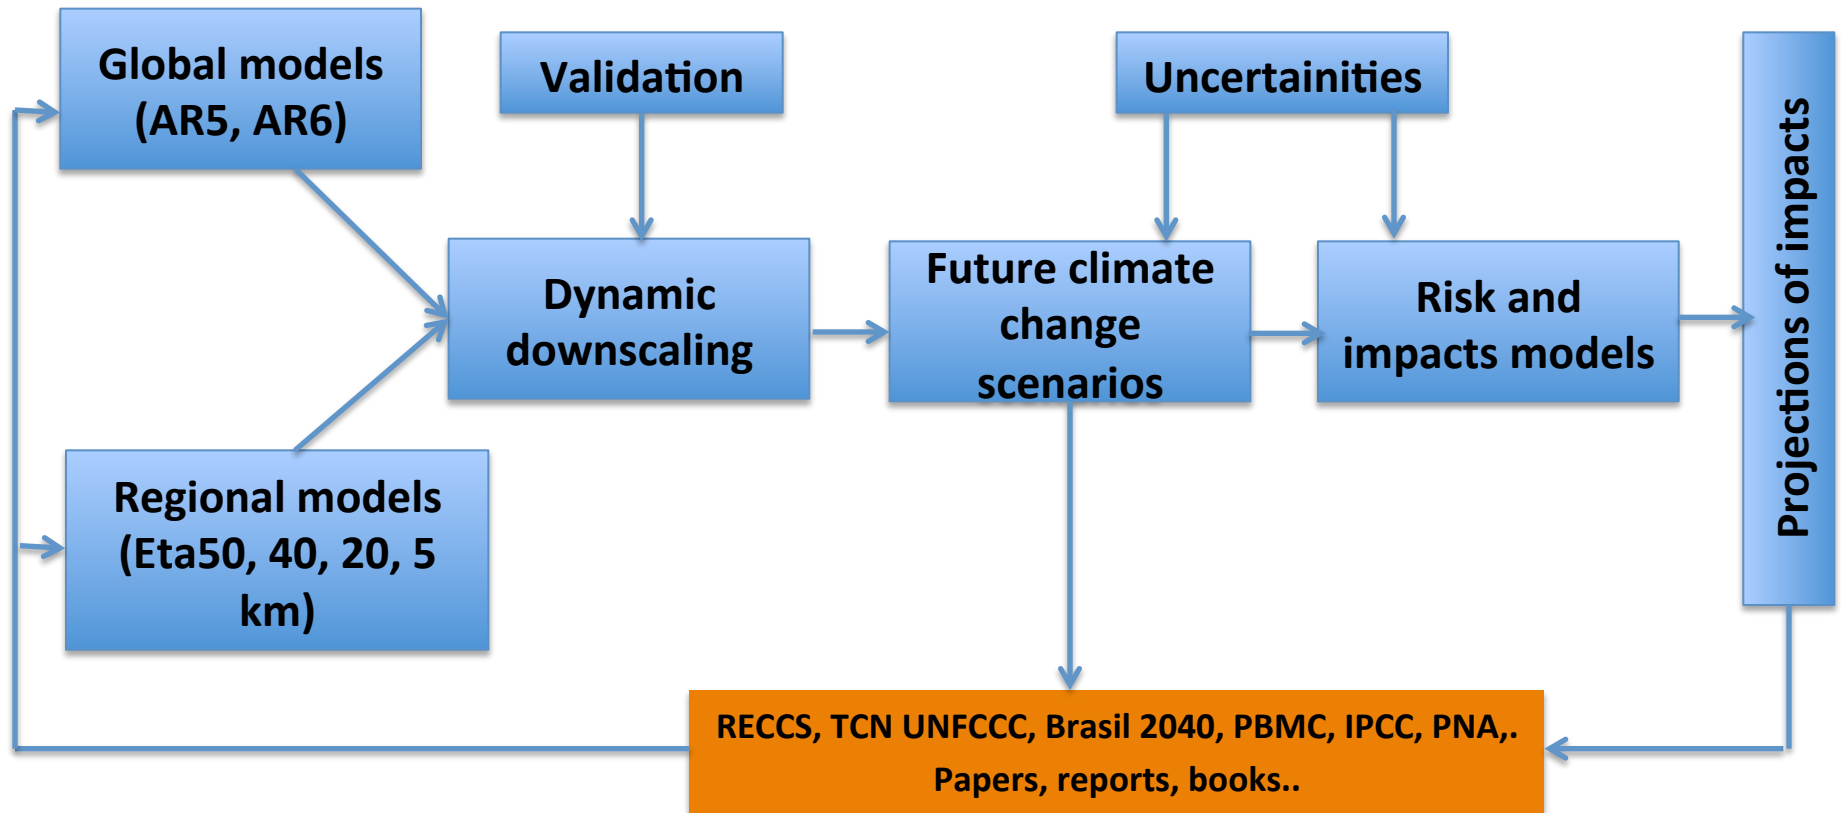 Global models
(AR5, AR6)
Validation
Uncertainities
Projections of impacts
Dynamic
downscaling
Future climate
change
scenarios
Risk and
impacts models
Regional models
(Eta50, 40, 20, 5
km)
RECCS, TCN UNFCCC, Brasil 2040, PBMC, IPCC, PNA,.
Papers, reports, books..